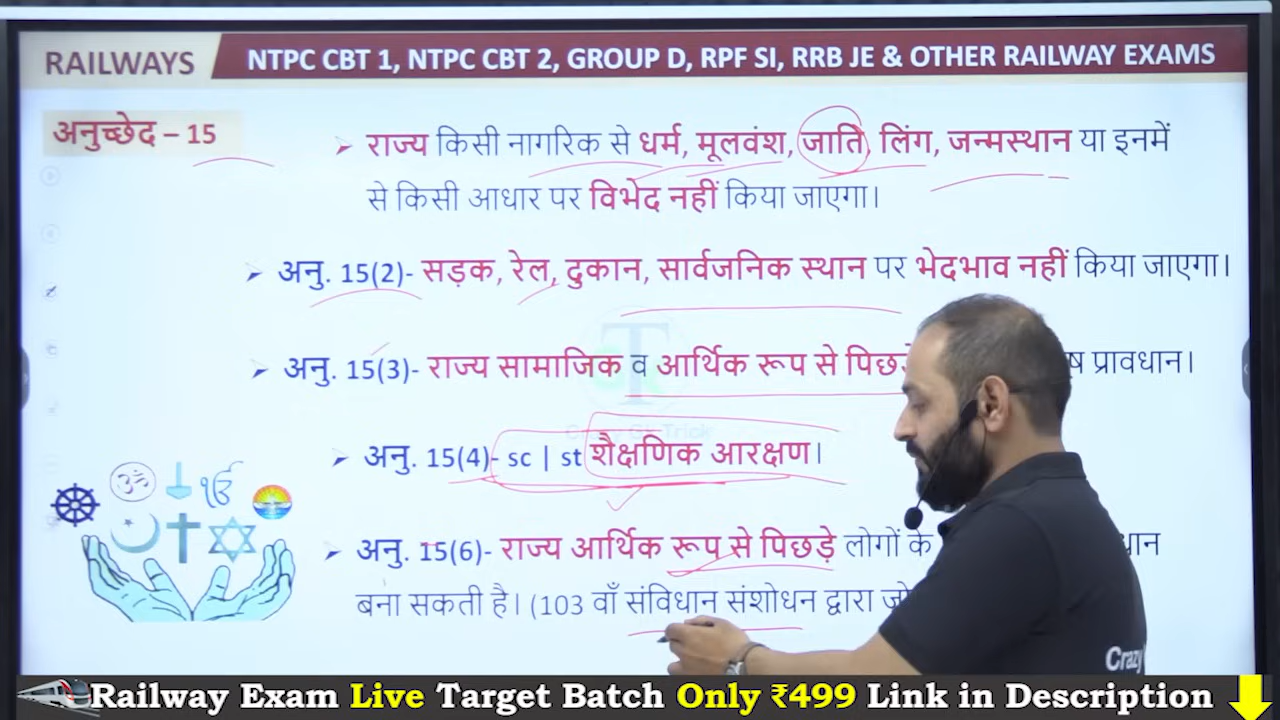 RAILWAYS
NTPC CBT 1, NTPC CBT 2, GROUP D, RPF SI, RRB JE & OTHER RAILWAY EXAMS
अनुच्छेद – 15
राज्य किसी नागरिक से धर्म, मूलवंश, जाति, लिंग, जन्मस्थान या इनमें
से किसी आधार पर विभेद नहीं किया जाएगा।
अनु. 15(2)- सड़क, रेल, दुकान, सार्वजनिक स्थान पर भेदभाव नहीं किया जाएगा।
अनु. 15(3)- राज्य सामाजिक व आर्थिक रूप से प्रावधान।
अनु. 15(4)- sc | st शैक्षणिक आरक्षण।
अनु. 15(6)- राज्य आर्थिक रूप से पिछड़े लोगों के
बना सकती है। (103 वाँ संविधान संशोधन द्वारा
Crazy
Railway Exam Live Target Batch Only ₹499 Link in Description